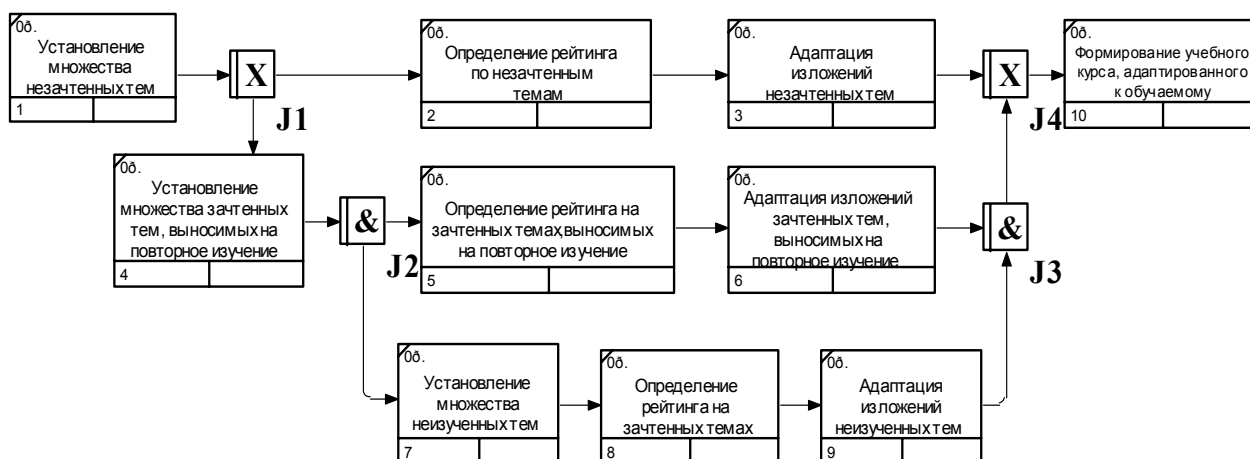 0ð.
Установление
множества
незачтенных тем
1
X
J1
0ð.
Определение рейтинга
по незачтенным
темам
2
0ð.
Адаптация
изложений
незачтенных тем
3
X
J4
0ð.
Формирование учебного
курса, адаптированного
к обучаемому
10
0ð.
Установление
множества зачтенных
тем, выносимых на
повторное изучение
4
&
J2
0ð.
Определение рейтинга на
зачтенных темах,выносимых
на повторное изучение
5
0ð.
Адаптация изложений
зачтенных тем,
выносимых на
повторное изучение
6
&
J3
0ð.
Установление
множества
неизученных тем
7
0ð.
Определение
рейтинга на
зачтенных темах
8
0ð.
Адаптация
изложений
неизученных тем
9